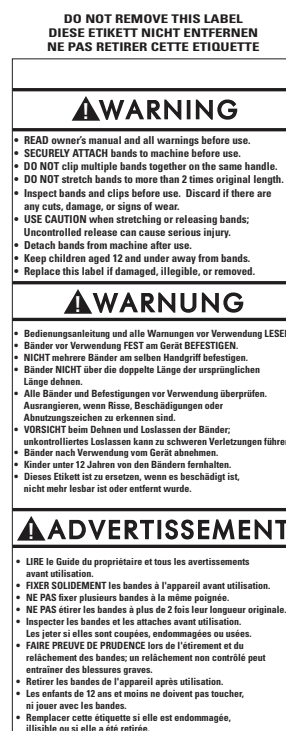 DO NOT REMOVE THIS LABEL
DIESE ETIKETT NICHT ENTFERNEN
NE PAS RETIRER CETTE ETIQUETTE
WARNING
• READ owner's manual and all warnings before use.
• SECURELY ATTACH bands to machine before use.
• DO NOT clip multiple bands together on the same handle.
• DO NOT stretch bands to more than 2 times original length.
• Inspect bands and clips before use. Discard if there are
any cuts, damage, or signs of wear.
• USE CAUTION when stretching or releasing bands;
Uncontrolled release can cause serious injury.
• Detach bands from machine after use.
• Keep children aged 12 and under away from bands.
• Replace this label if damaged, illegible, or removed.
WARNUNG
• Bedienungsanleitung und alle Warnungen vor Verwendung LESE
• Bänder vor Verwendung FEST am Gerät BEFESTIGEN.
• NICHT mehrere Bänder am selben Handgriff befestigen.
• Bänder NICHT über die doppelte Länge der ursprünglichen
Länge dehnen.
• Alle Bänder und Befestigungen vor Verwendung überprüfen.
Ausrangieren, wenn Risse, Beschädigungen oder
Abnutzungszeichen zu erkennen sind.
• VORSICHT beim Dehnen und Loslassen der Bänder;
unkontrolliertes Loslassen kann zu schweren Verletzungen führe
• Bänder nach Verwendung vom Gerät abnehmen.
• Kinder unter 12 Jahren von den Bändern fernhalten.
• Dieses Etikett ist zu ersetzen, wenn es beschädigt ist,
nicht mehr lesbar ist oder entfernt wurde.
ADVERTISSEMENT
• LIRE le Guide du propriétaire et tous les avertissements
avant utilisation.
• FIXER SOLIDEMENT les bandes à l'appareil avant utilisation.
• NE PAS fixer plusieurs bandes à la même poignée.
• NE PAS étirer les bandes à plus de 2 fois leur longueur originale.
• Inspecter les bandes et les attaches avant utilisation.
Les jeter si elles sont coupées, endommagées ou usées.
• FAIRE PREUVE DE PRUDENCE lors de l'étirement et du
relâchement des bandes; un relâchement non contrôlé peut
entraîner des blessures graves.
• Retirer les bandes de l'appareil après utilisation.
• Les enfants de 12 ans et moins ne doivent pas toucher,
ni jouer avec les bandes.
• Remplacer cette étiquette si elle est endommagée,
illisible ou si elle a été retirée.